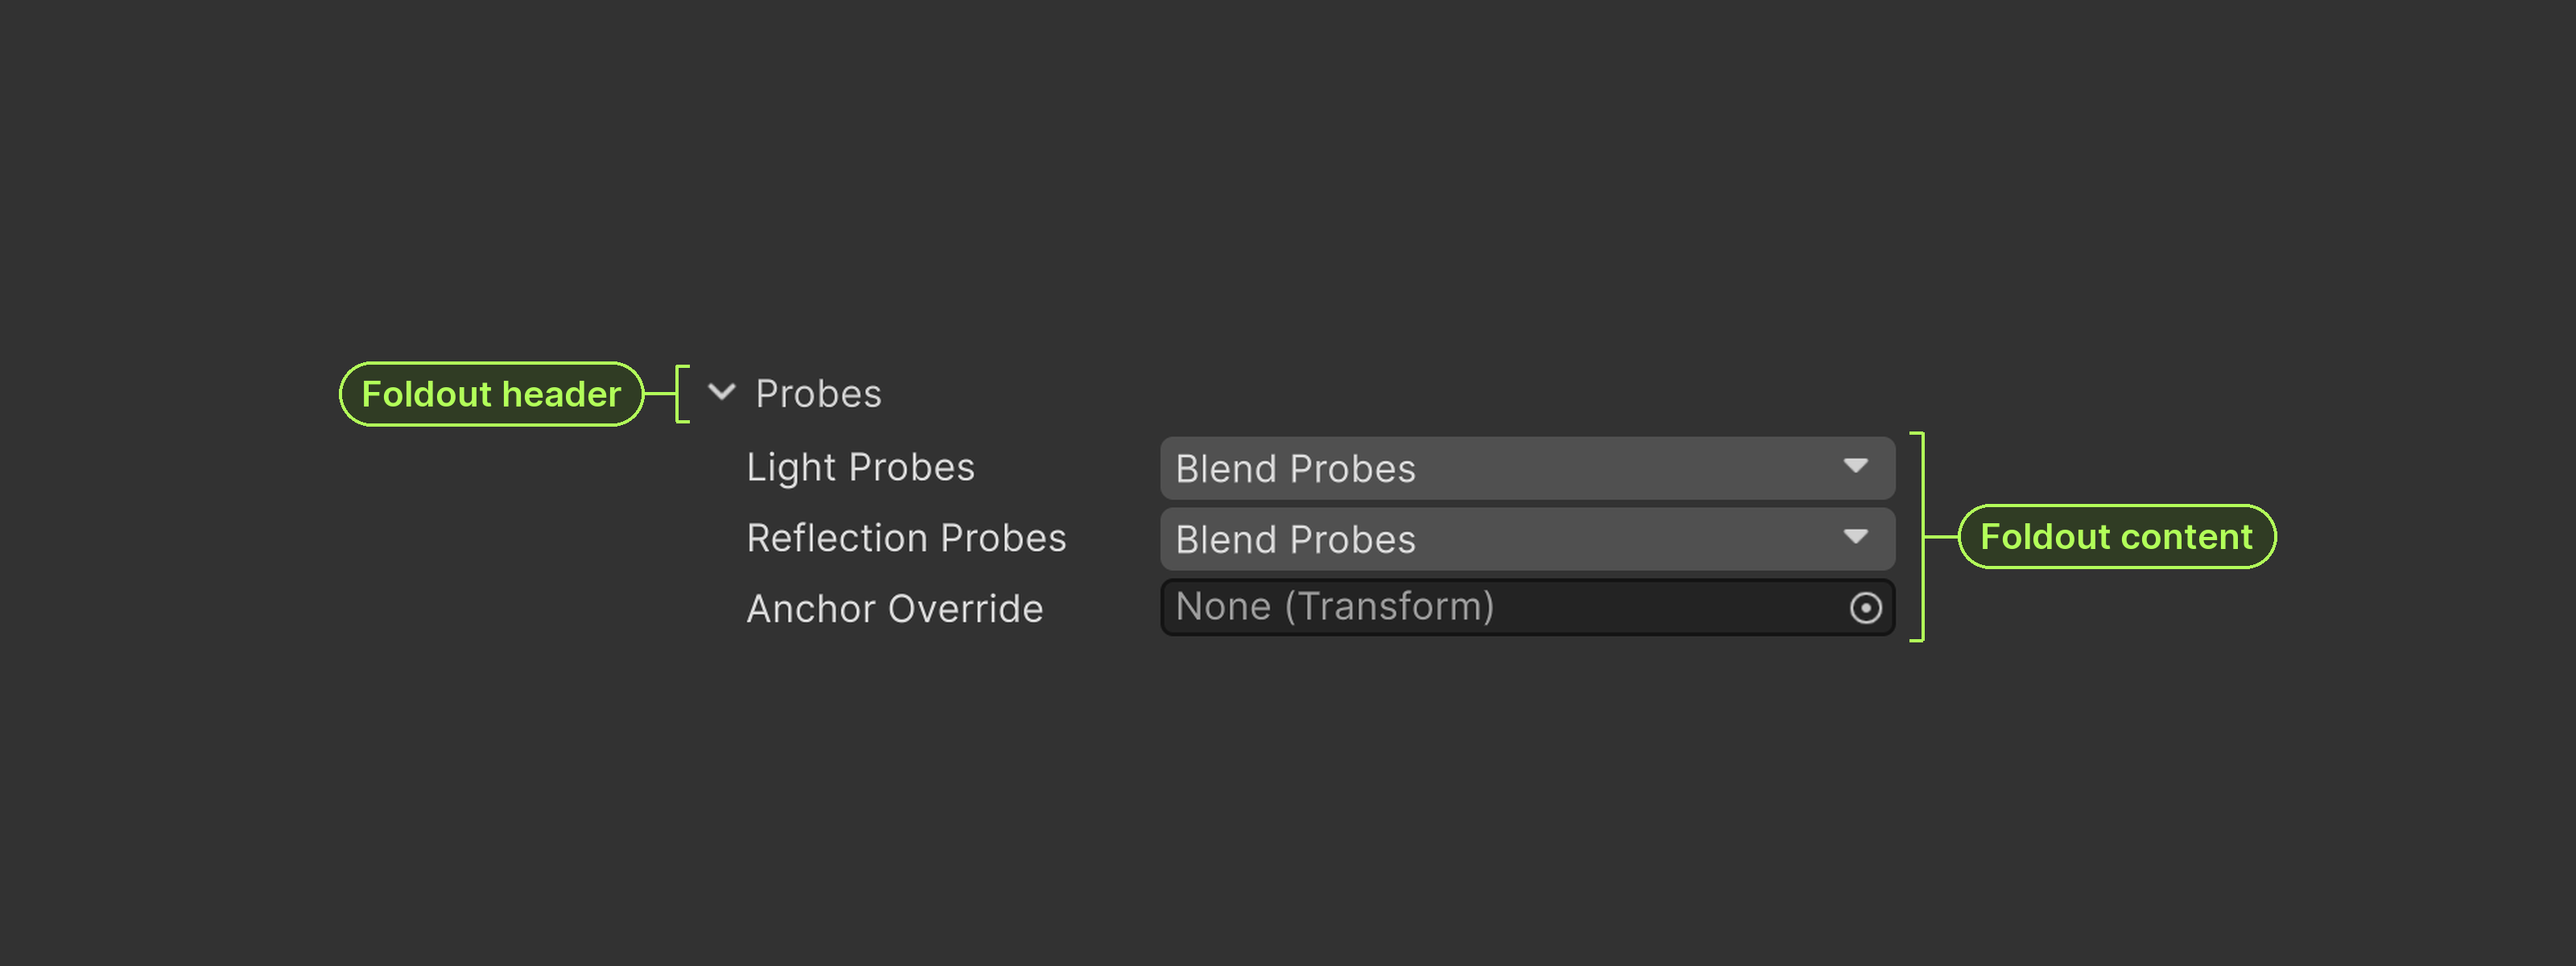 Foldout header
Probes
Light Probes
Blend Probes
Reflection Probes
Blend Probes
Foldout content
Anchor Override
None (Transform)